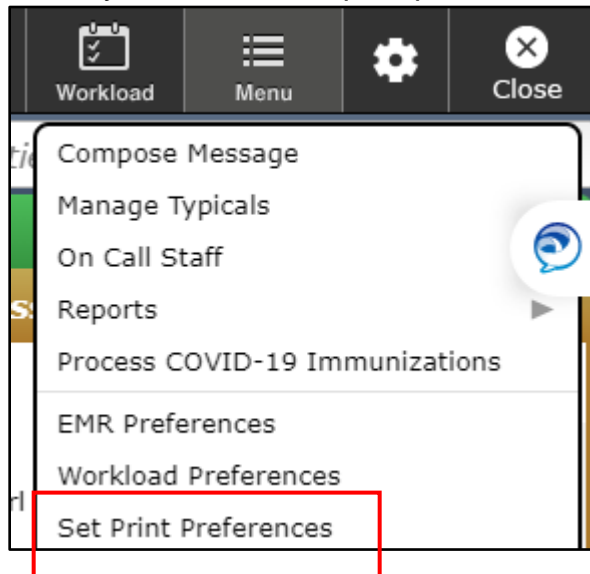 Workload
Menu
Close
Compose Message
Manage Typicals
On Call Staff
Reports
Process COVID-19 Immunizations
EMR Preferences
Workload Preferences
Set Print Preferences